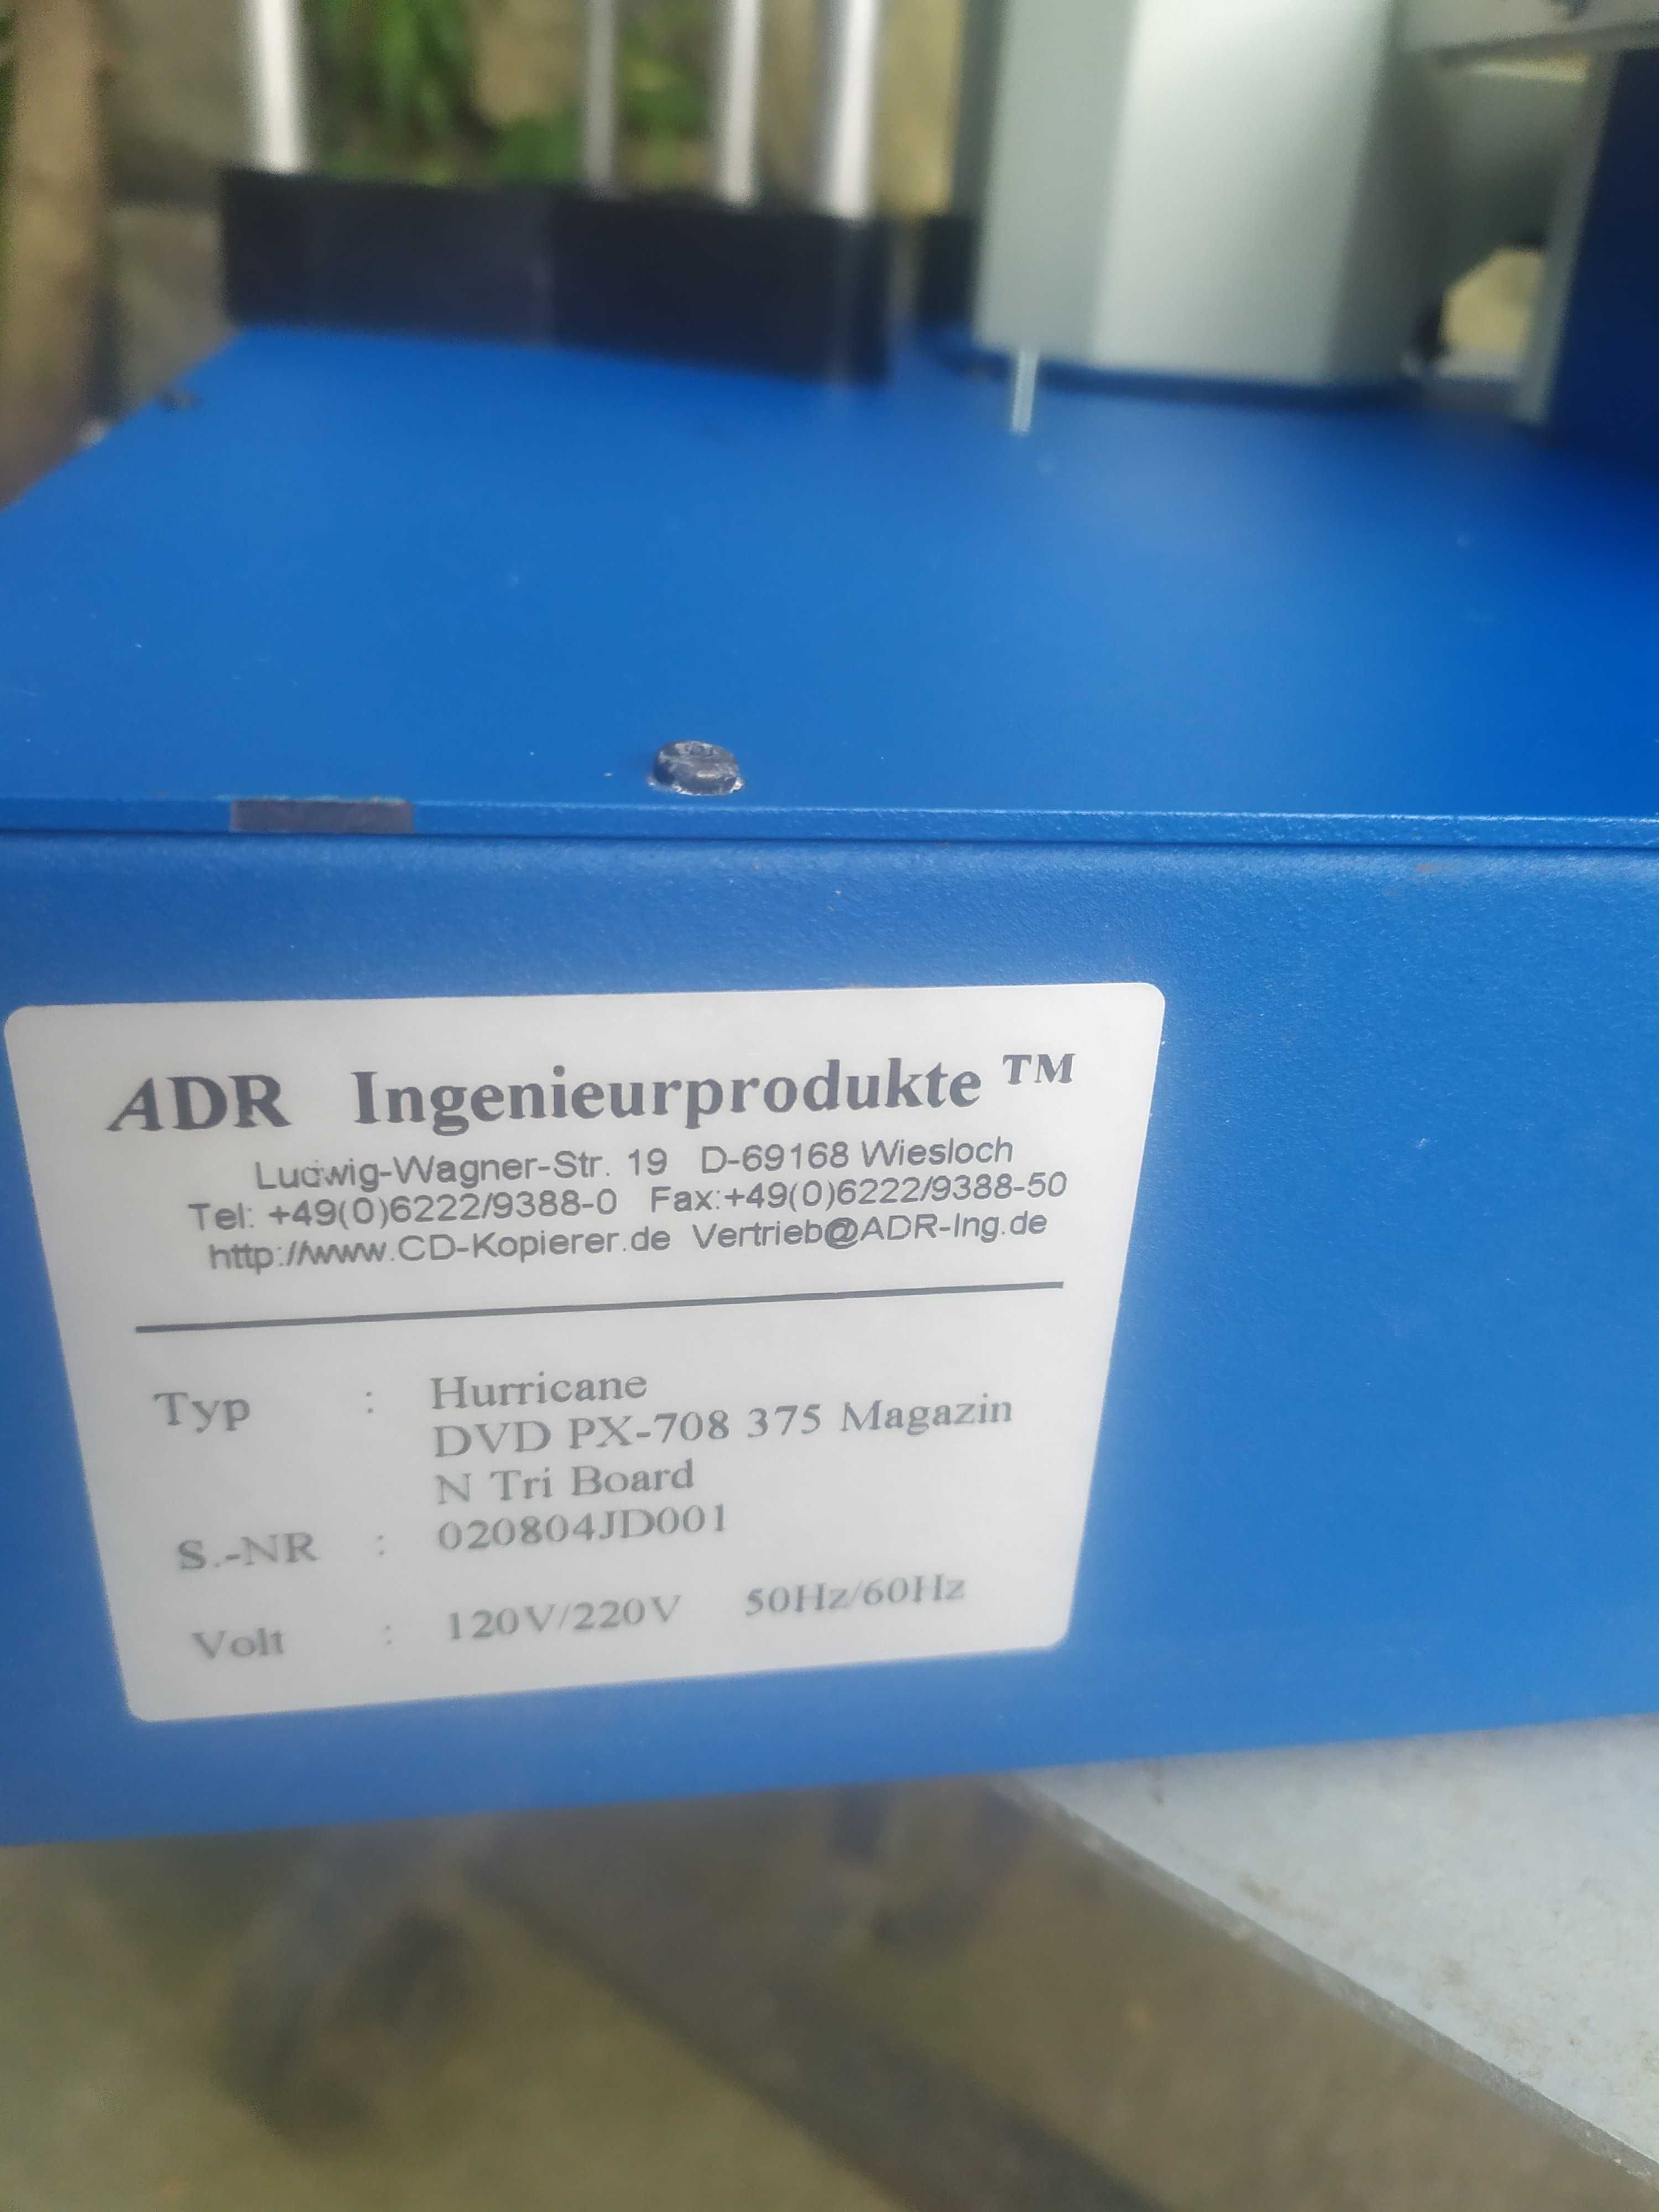 ADR Ingenieurprodukte ™
Ludwig-Wagner-Str. 19 D-69168 Wiesloch
Tel: +49(0)6222/9388-0 Fax:+49(0)6222/9388-50
http://www.CD-Kopierer.de Vertrieb@ADR-Ing.de
Typ : Hurricane
DVD PX-708 375 Magazin
N Tri Board
S.-NR : 020804JD001
Volt : 120V/220V 50Hz/60Hz